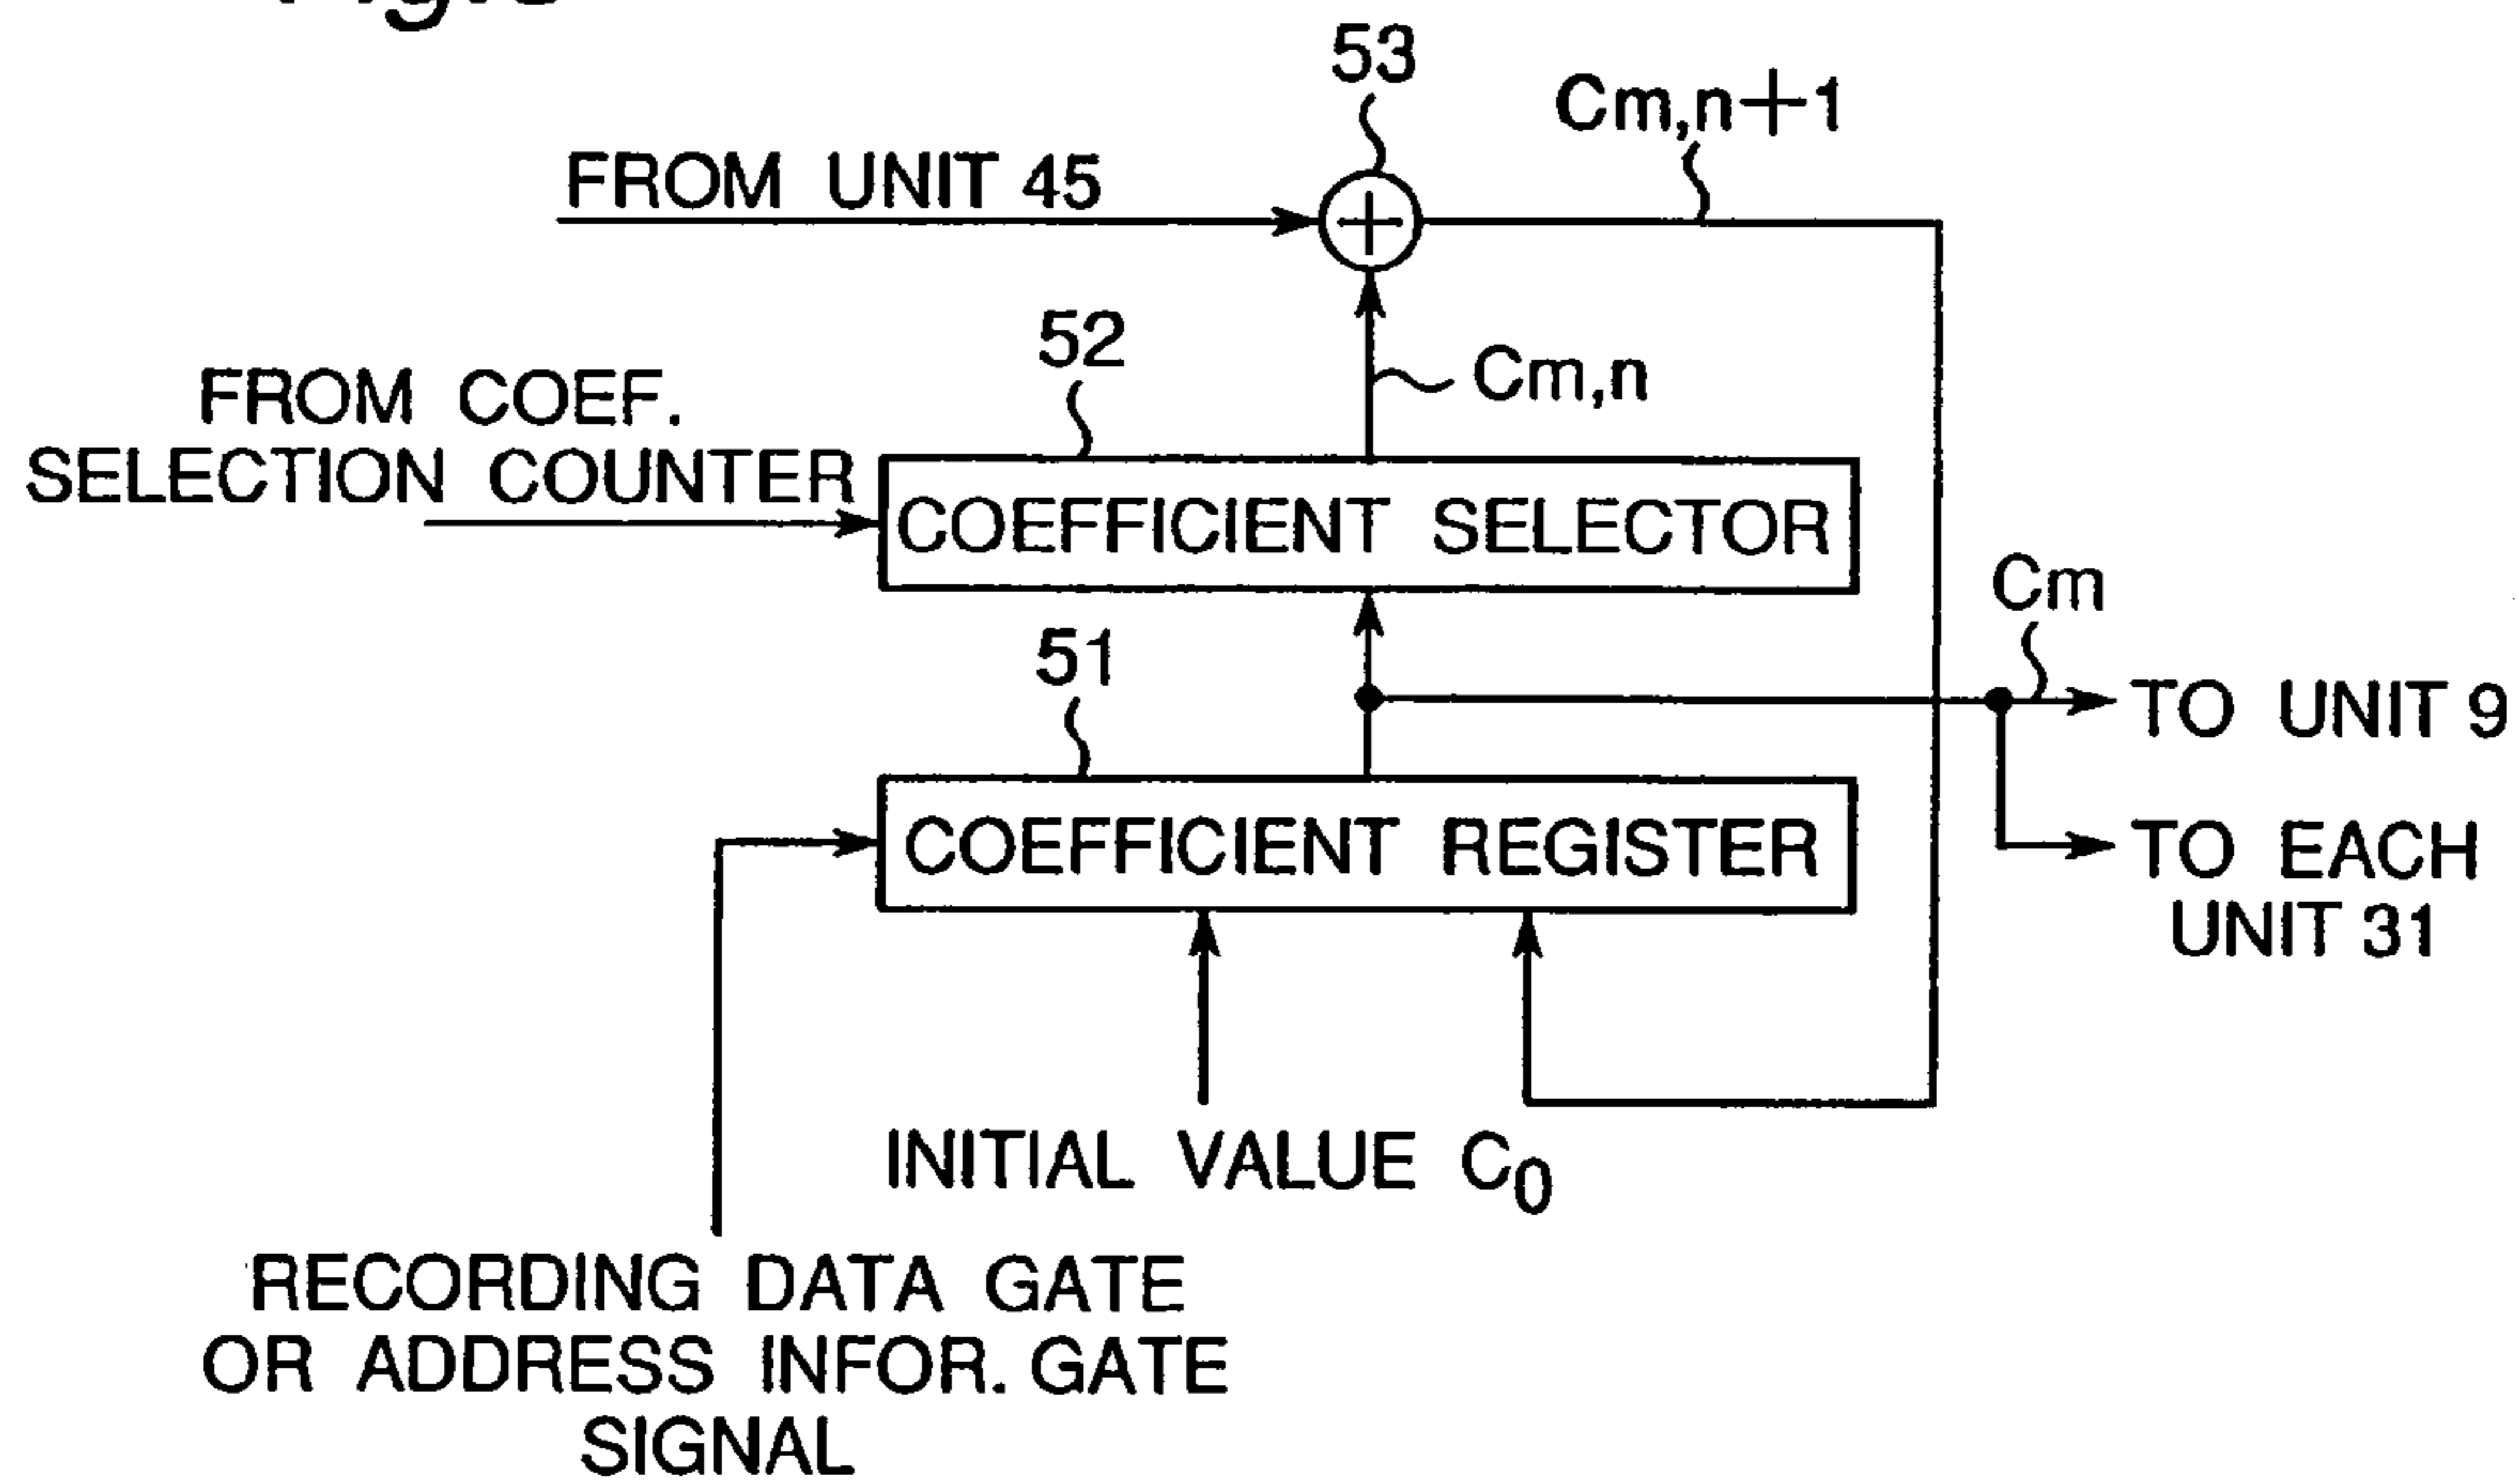 53
Cm,n+1
FROM UNIT 45
52
Cm,n
FROM COEF.
SELECTION COUNTER
COEFFICIENT SELECTOR
Cm
51
TO UNIT 9
COEFFICIENT REGISTER
TO EACH
UNIT 31
INITIAL VALUE C0
RECORDING DATA GATE
OR ADDRESS INFOR. GATE
SIGNAL